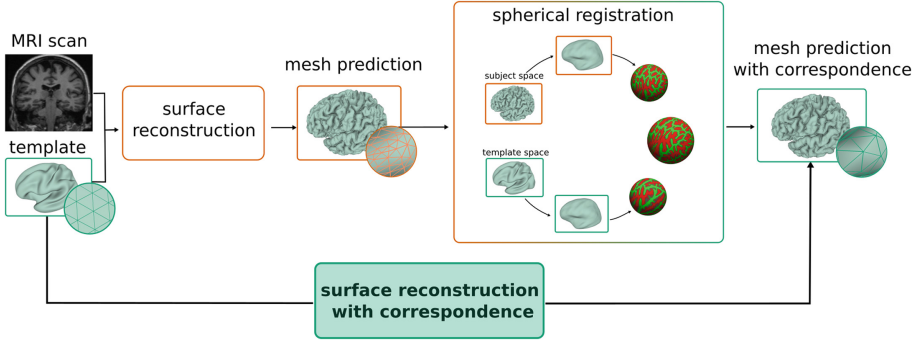 MRI scan
template
surface
reconstruction
mesh prediction
spherical registration
subject space
template space
mesh prediction
with correspondence
surface reconstruction
with correspondence